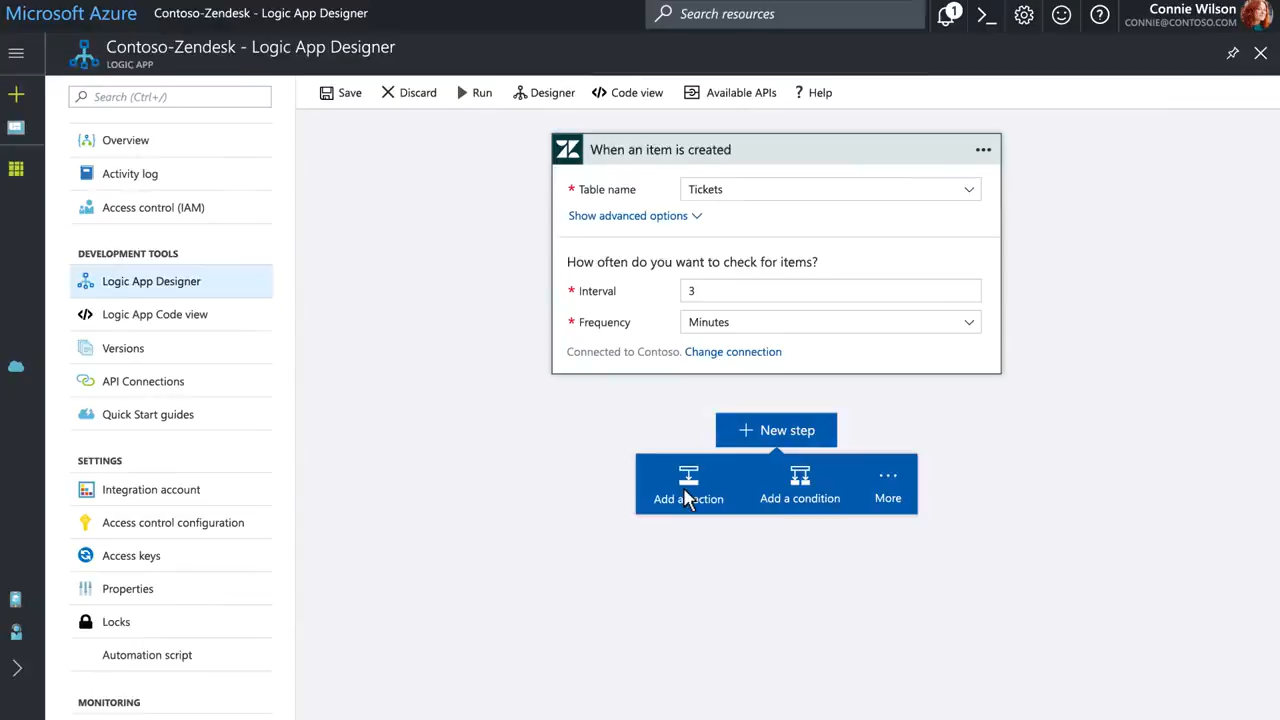 Microsoft Azure
Contoso-Zendesk - Logic App Designer
Search resources
1
Connie Wilson
CONNIE@CONTOSO.COM
Contoso-Zendesk - Logic App Designer
LOGIC APP
Search (Ctrl+/)
Save
Discard
Run
Designer
Code view
Available APIs
? Help
Overview
Activity log
Access control (IAM)
DEVELOPMENT TOOLS
Logic App Designer
Logic App Code view
Versions
API Connections
Quick Start guides
SETTINGS
Integration account
Access control configuration
Access keys
Properties
Locks
Automation script
MONITORING
When an item is created
* Table name
Tickets
Show advanced options
How often do you want to check for items?
* Interval
3
* Frequency
Minutes
Connected to Contoso. Change connection
+ New step
Add a
Add a condition
More